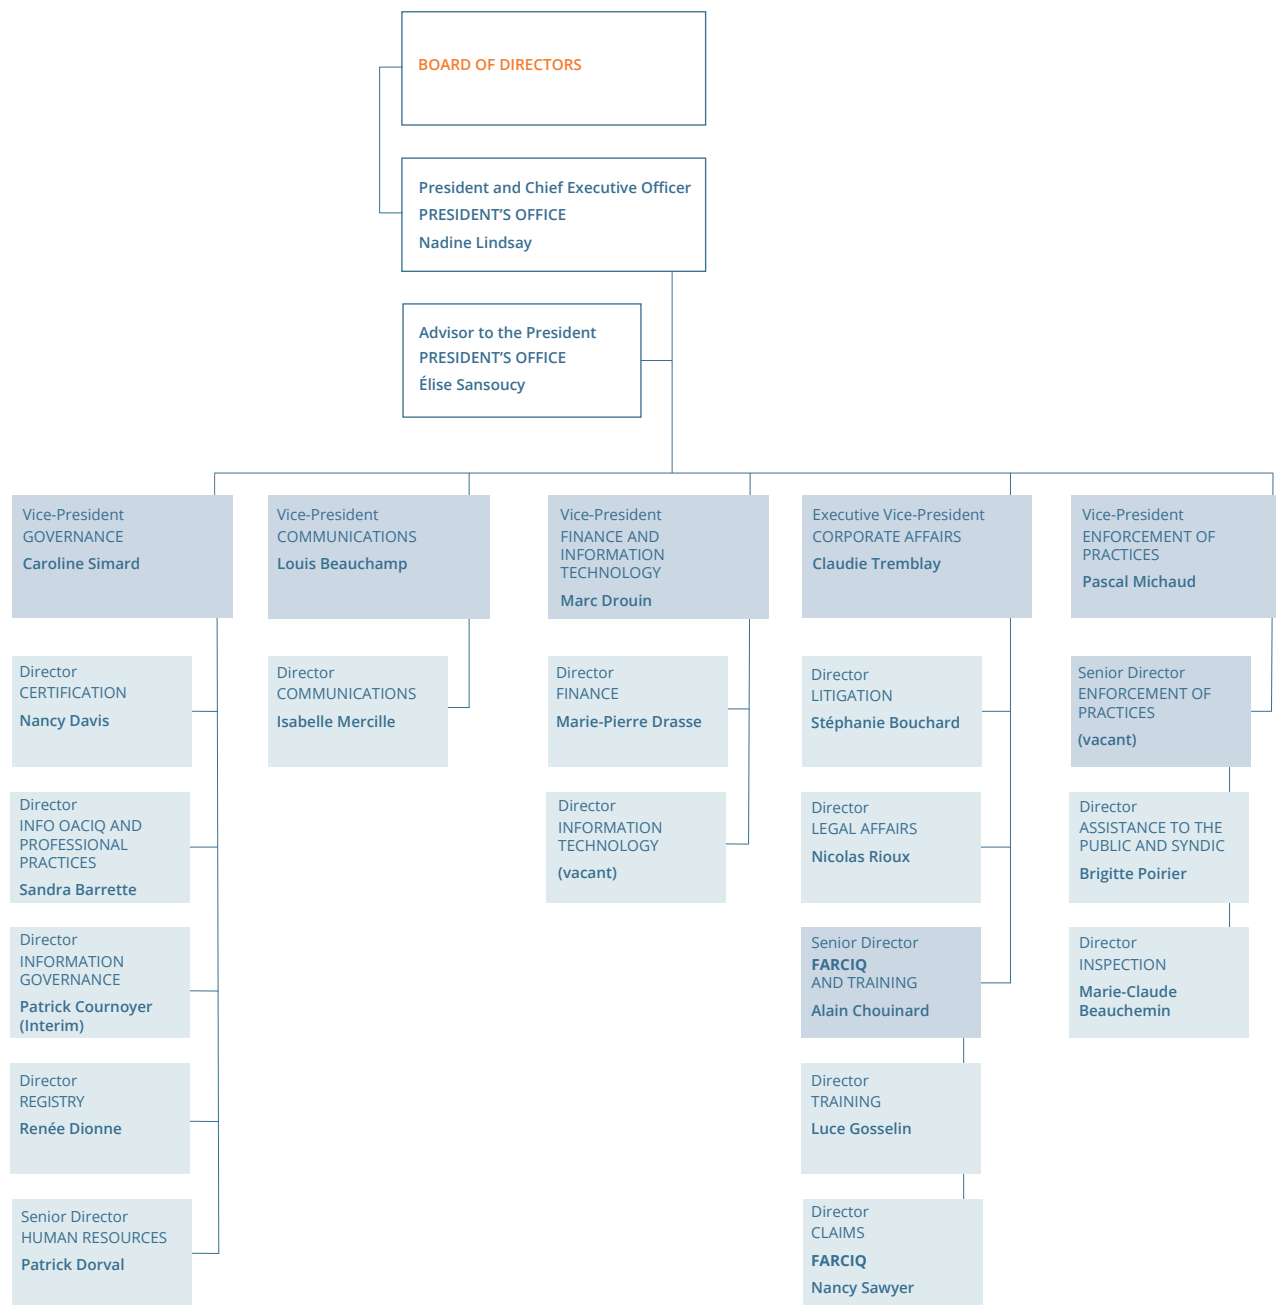 BOARD OF DIRECTORS
President and Chief Executive Officer
PRESIDENT'S OFFICE
Nadine Lindsay
Advisor to the President
PRESIDENT'S OFFICE
Élise Sansoucy
Vice-President
GOVERNANCE
Caroline Simard
Vice-President
COMMUNICATIONS
Louis Beauchamp
Vice-President
FINANCE AND
INFORMATION
TECHNOLOGY
Marc Drouin
Executive Vice-President
CORPORATE AFFAIRS
Claudie Tremblay
Vice-President
ENFORCEMENT OF
PRACTICES
Pascal Michaud
Director
CERTIFICATION
Nancy Davis
Director
COMMUNICATIONS
Isabelle Mercille
Director
FINANCE
Marie-Pierre Drasse
Director
LITIGATION
Stéphanie Bouchard
Senior Director
ENFORCEMENT OF
PRACTICES
(vacant)
Director
INFO OACIQ AND
PROFESSIONAL
PRACTICES
Sandra Barrette
Director
INFORMATION
TECHNOLOGY
(vacant)
Director
LEGAL AFFAIRS
Nicolas Rioux
Director
ASSISTANCE TO THE
PUBLIC AND SYNDIC
Brigitte Poirier
Director
INFORMATION
GOVERNANCE
Patrick Cournoyer
(Interim)
Senior Director
FARCIQ
AND TRAINING
Alain Chouinard
Director
INSPECTION
Marie-Claude
Beauchemin
Director
REGISTRY
Renée Dionne
Director
TRAINING
Luce Gosselin
Senior Director
HUMAN RESOURCES
Patrick Dorval
Director
CLAIMS
FARCIQ
Nancy Sawyer